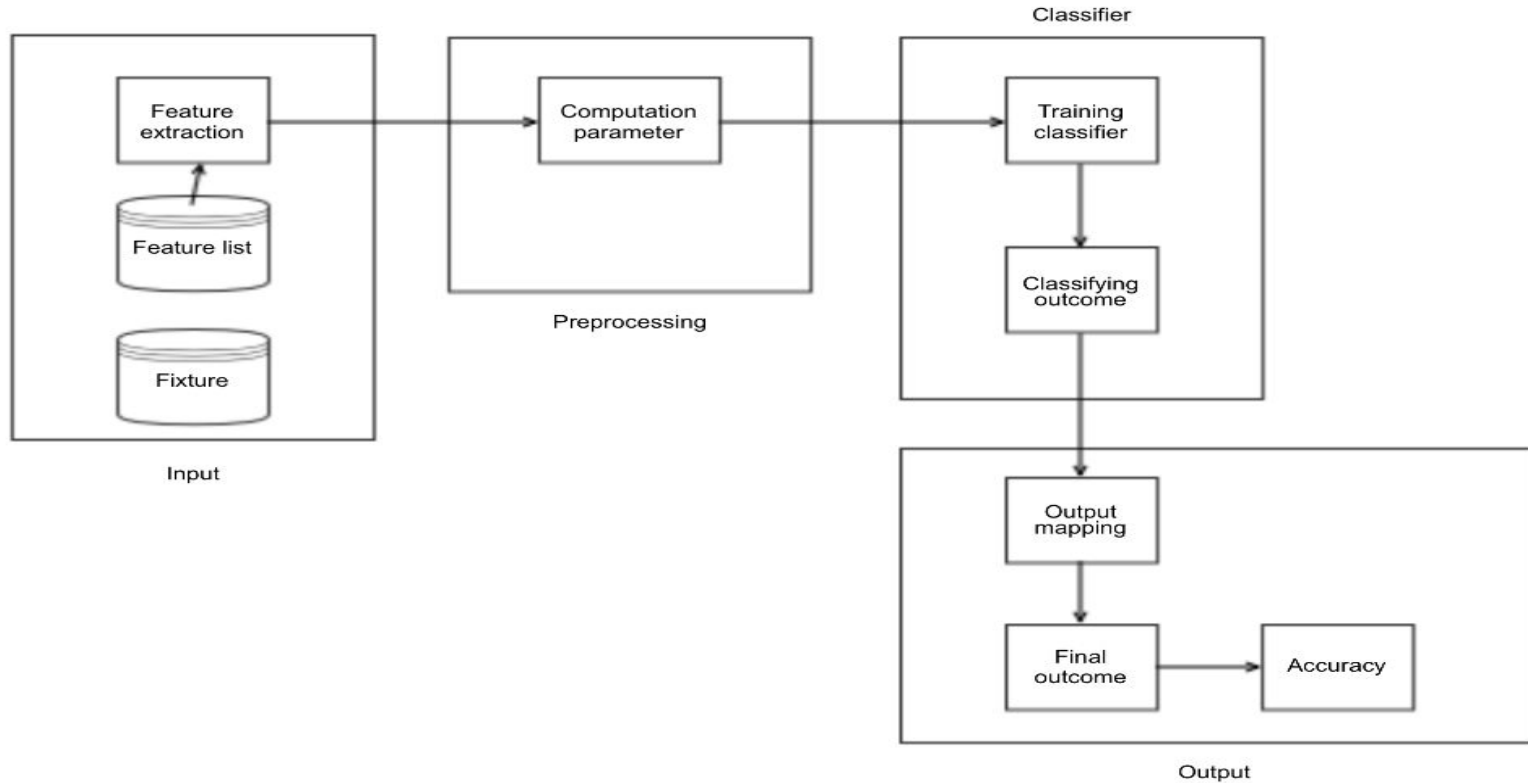 Classifier
Feature
extraction
Computation
parameter
Training
classifier
Feature list
Classifying
outcome
Preprocessing
Fixture
Input
Output
mapping
Final
outcome
Accuracy
Output